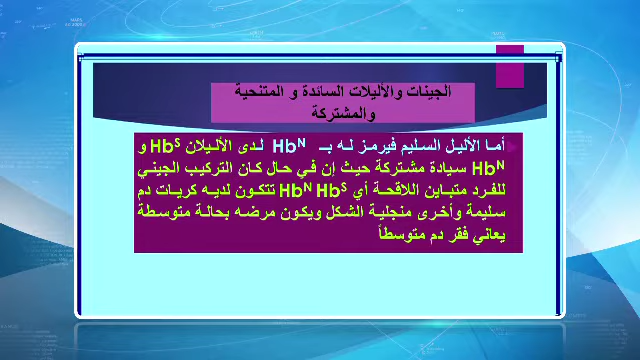 الجينات والأليلات السائدة و المتنحية
والمشتركة
أما الأليل السليم فيرمز له بـ HbN لدى الأليلان HbS و
HbN سيادة مشتركة حيث إن في حال كان التركيب الجيني
للفرد متباين اللاقحة أي HbN HbS تتكون لديه كريات دم
سليمة وأخرى منجلية الشكل ويكون مرضه بحالة متوسطة
يعاني فقر دم متوسطاً